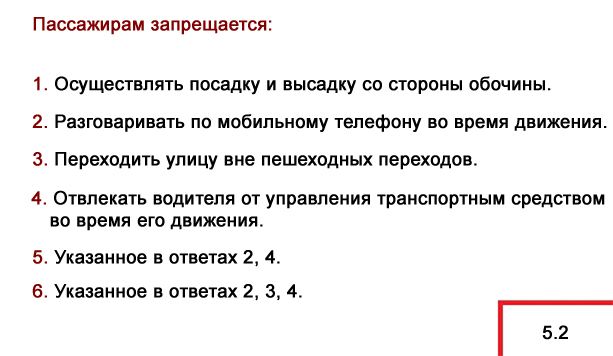 Пассажирам запрещается:
1. Осуществлять посадку и высадку со стороны обочины.
2. Разговаривать по мобильному телефону во время движения.
3. Переходить улицу вне пешеходных переходов.
4. Отвлекать водителя от управления транспортным средством
во время его движения.
5. Указанное в ответах 2, 4.
6. Указанное в ответах 2, 3, 4.
5.2